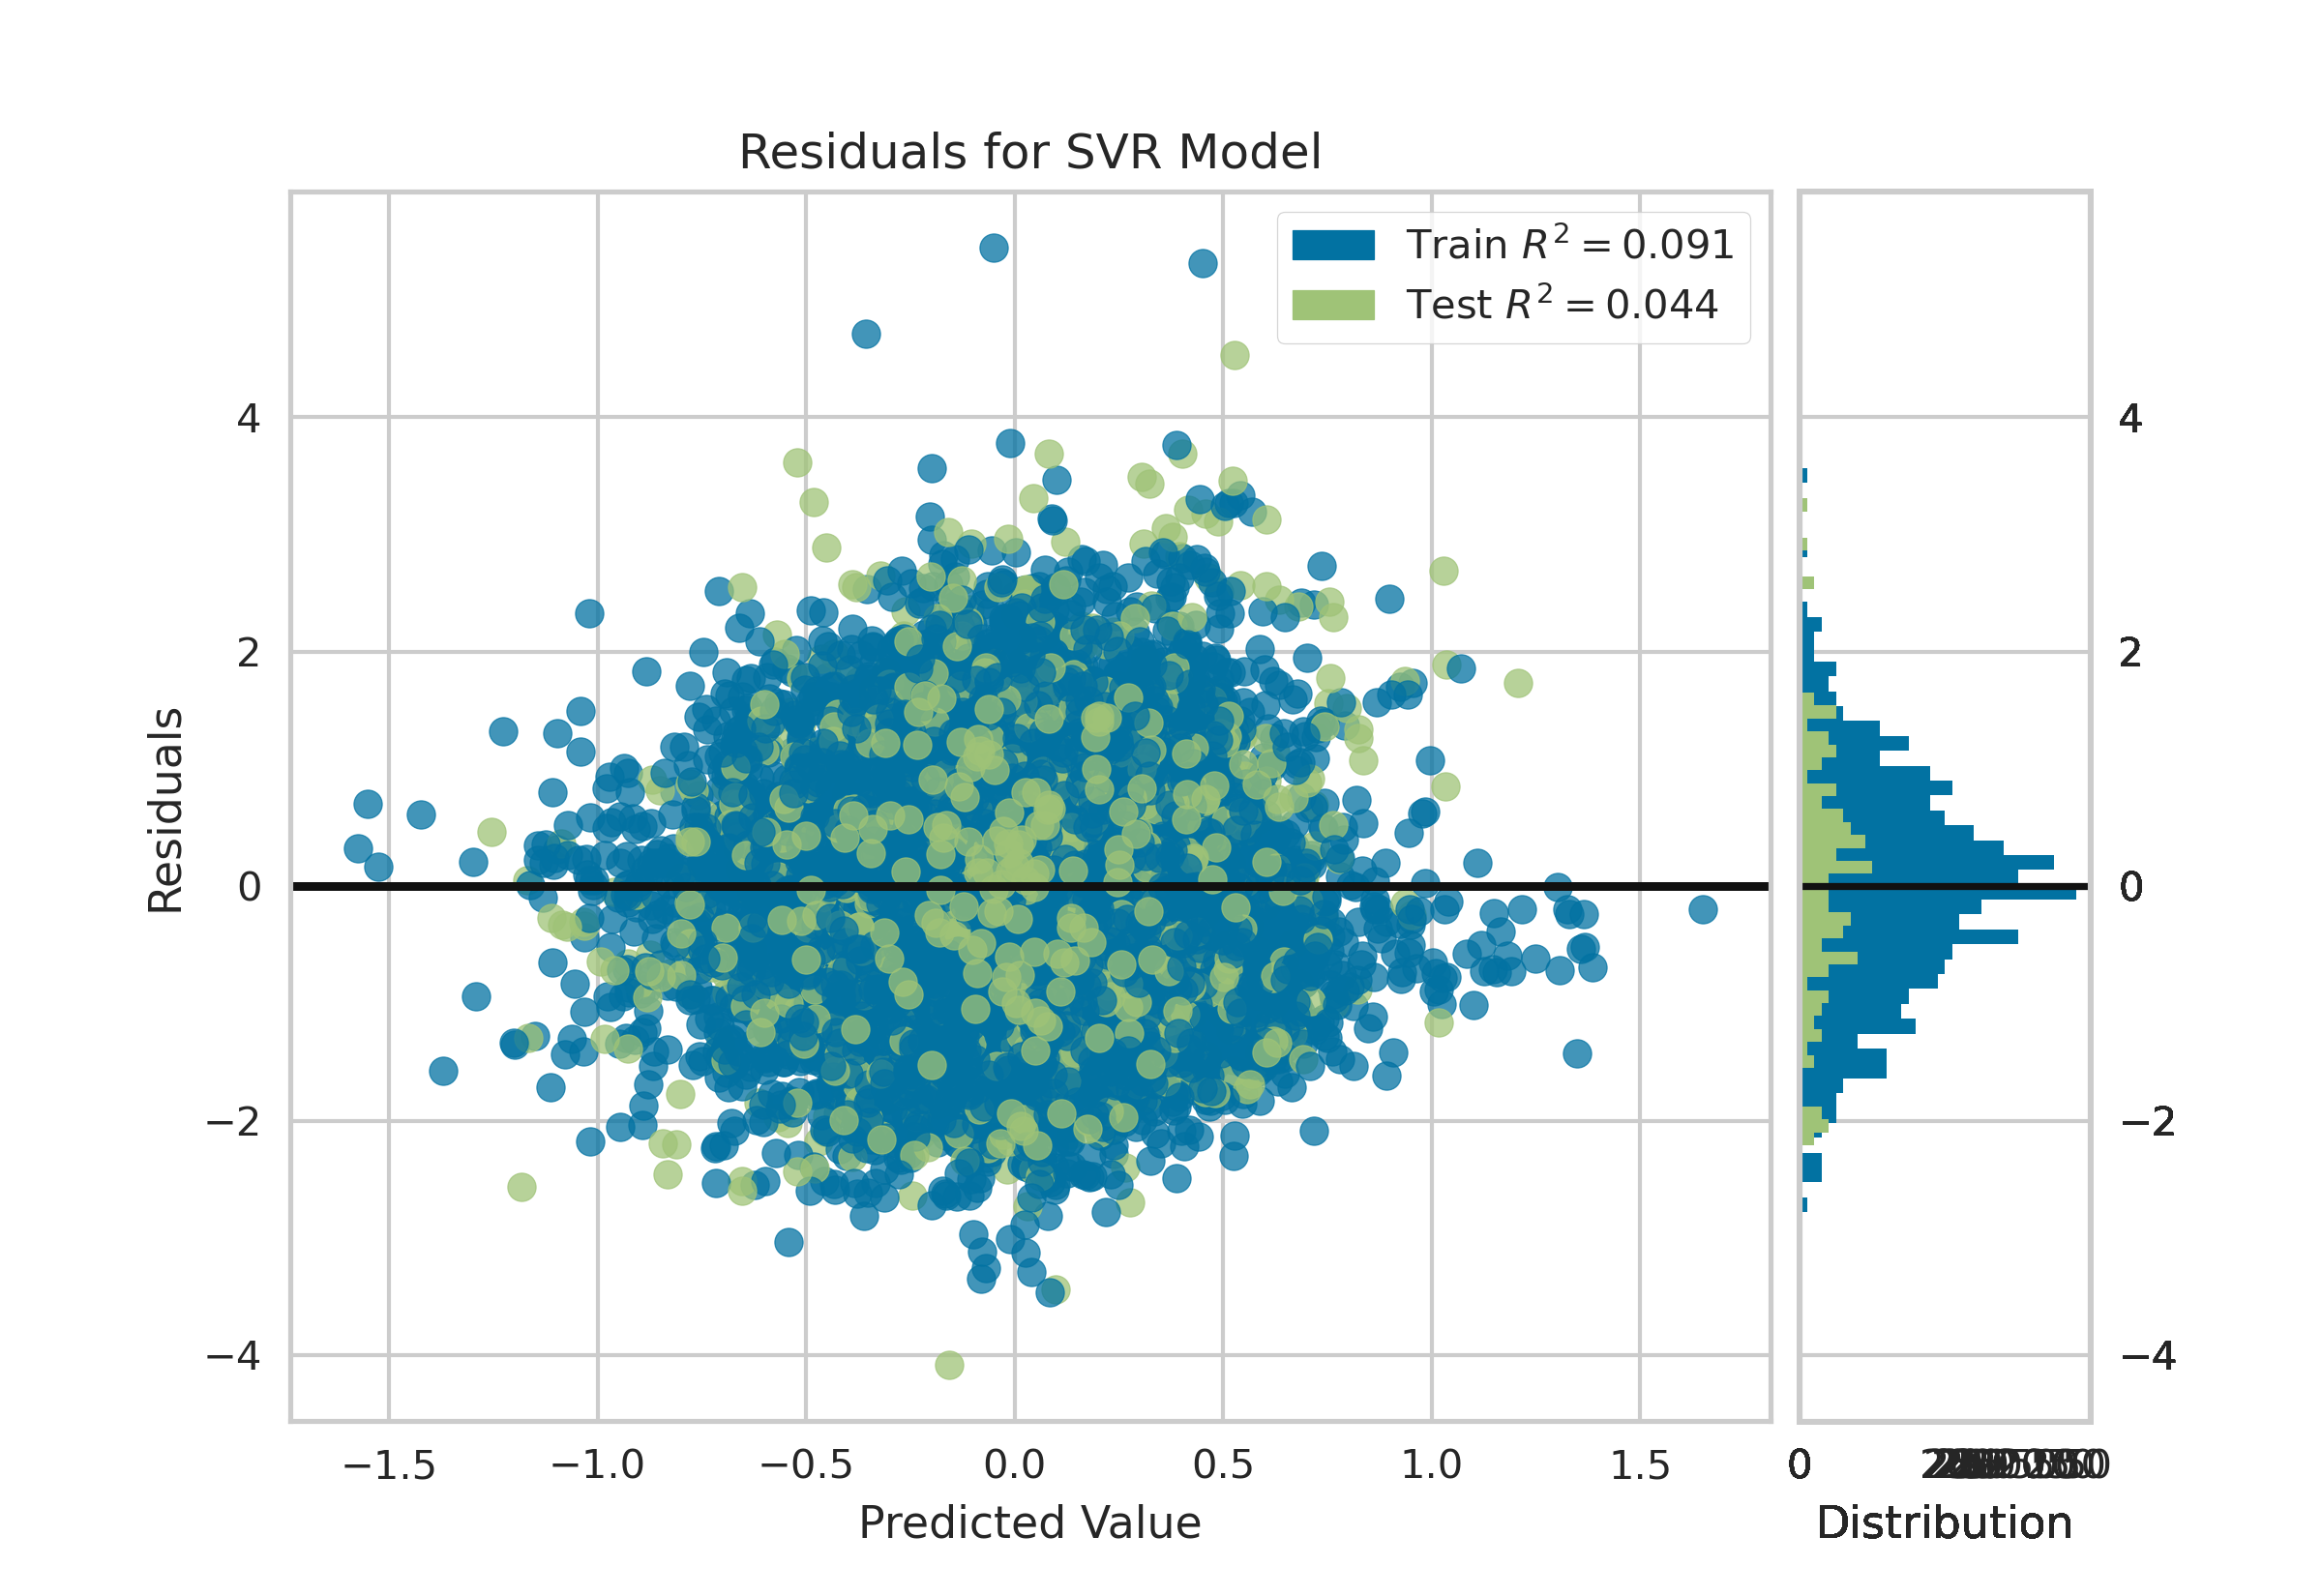 Residuals for SVR Model
Train R² = 0.091
Test R² = 0.044
Residuals
4
2
0
−2
−4
4
2
0
−2
−4
−1.5 −1.0 −0.5 0.0 0.5 1.0 1.5
0
Predicted Value
Distribution